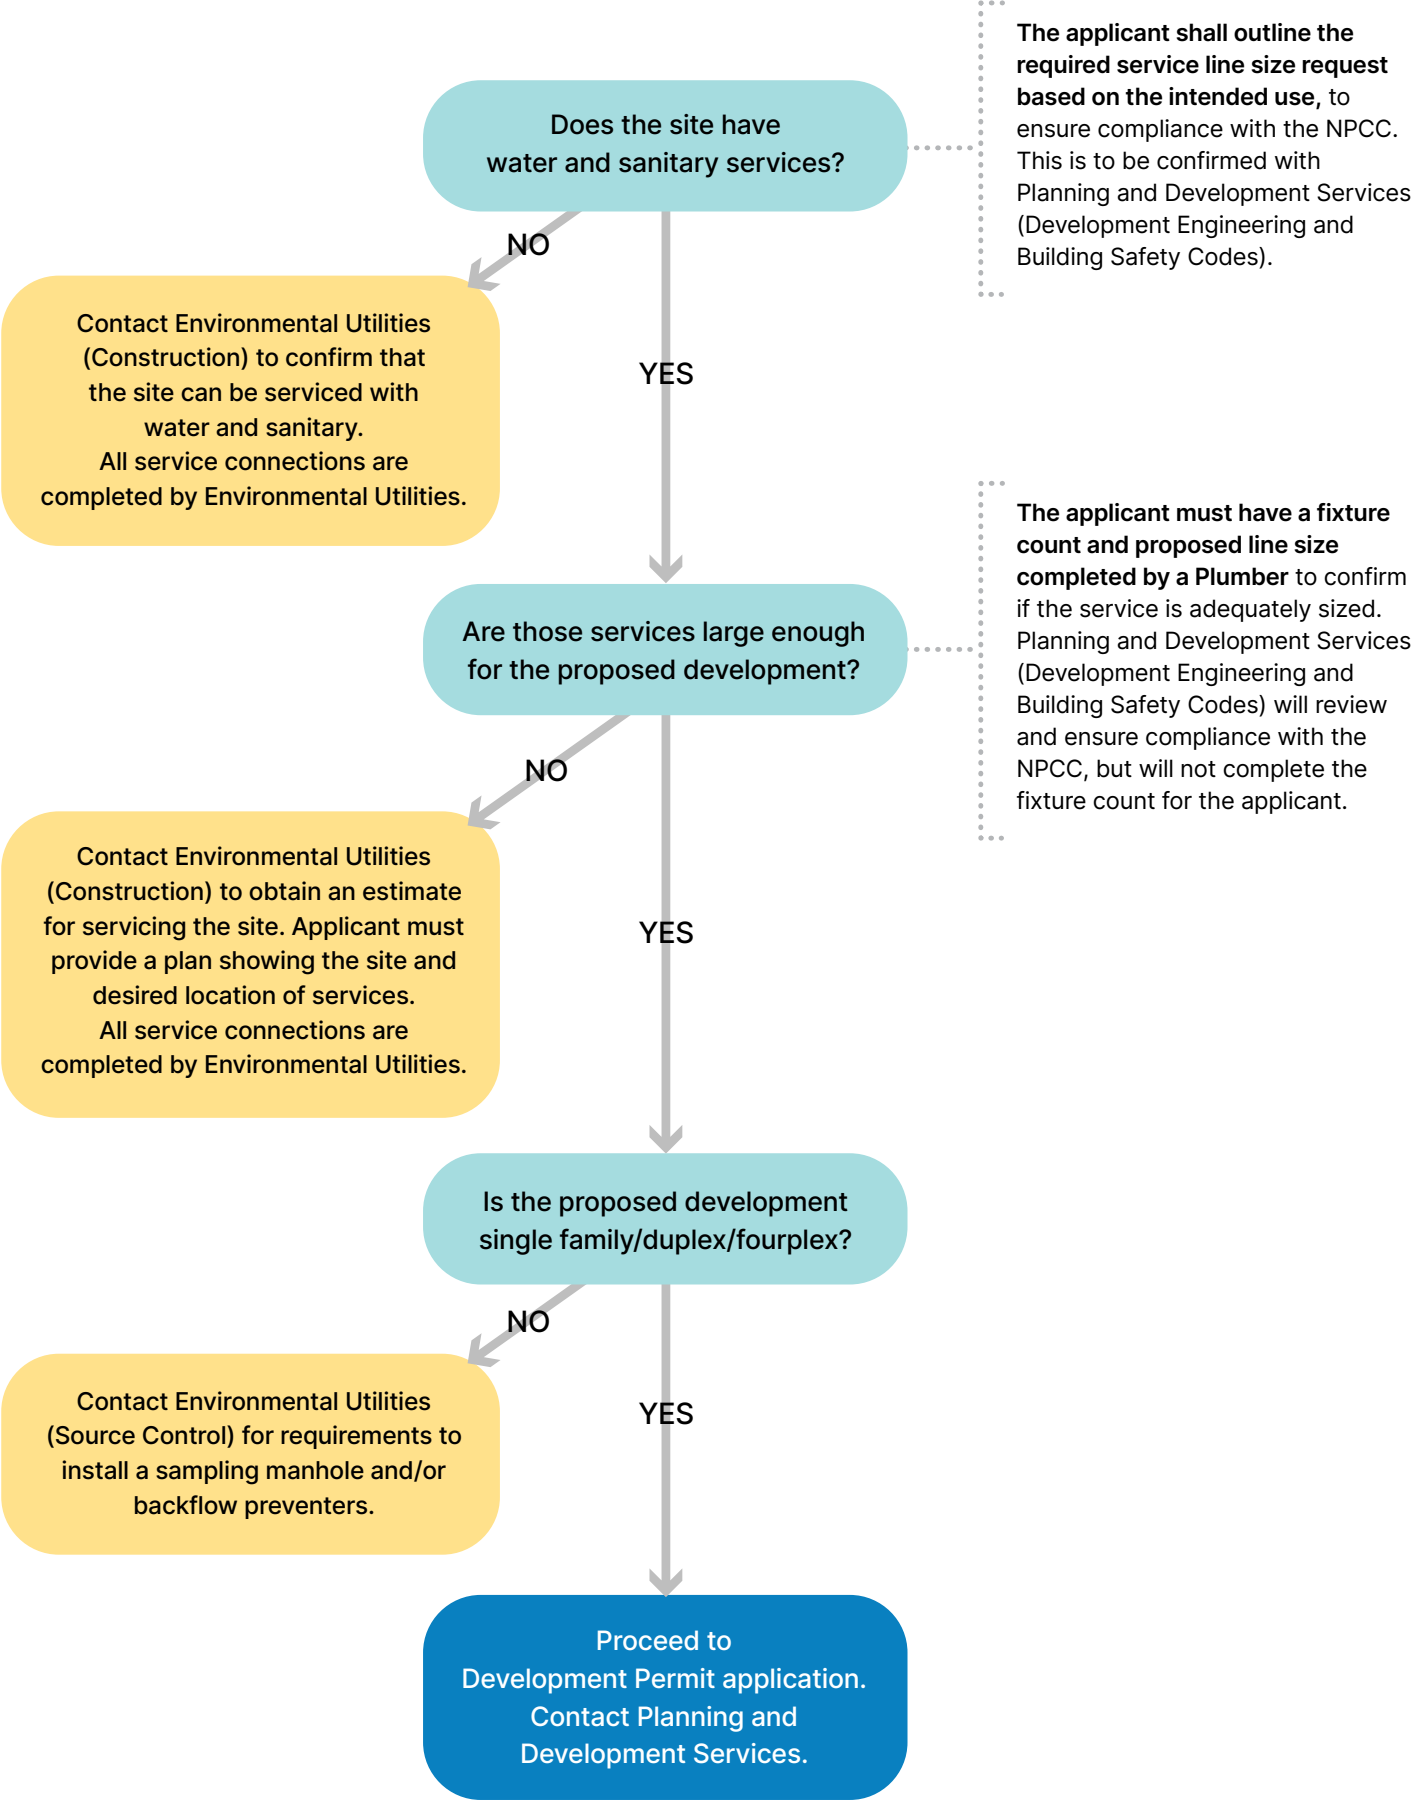 The applicant shall outline the
required service line size request
based on the intended use, to
ensure compliance with the NPCC.
This is to be confirmed with
Planning and Development Services
(Development Engineering and
Building Safety Codes).
Does the site have
water and sanitary services?
NO
YES
Contact Environmental Utilities
(Construction) to confirm that
the site can be serviced with
water and sanitary.
All service connections are
completed by Environmental Utilities.
The applicant must have a fixture
count and proposed line size
completed by a Plumber to confirm
if the service is adequately sized.
Planning and Development Services
(Development Engineering and
Building Safety Codes) will review
and ensure compliance with the
NPCC, but will not complete the
fixture count for the applicant.
Are those services large enough
for the proposed development?
NO
YES
Contact Environmental Utilities
(Construction) to obtain an estimate
for servicing the site. Applicant must
provide a plan showing the site and
desired location of services.
All service connections are
completed by Environmental Utilities.
Is the proposed development
single family/duplex/fourplex?
NO
YES
Contact Environmental Utilities
(Source Control) for requirements to
install a sampling manhole and/or
backflow preventers.
Proceed to
Development Permit application.
Contact Planning and
Development Services.